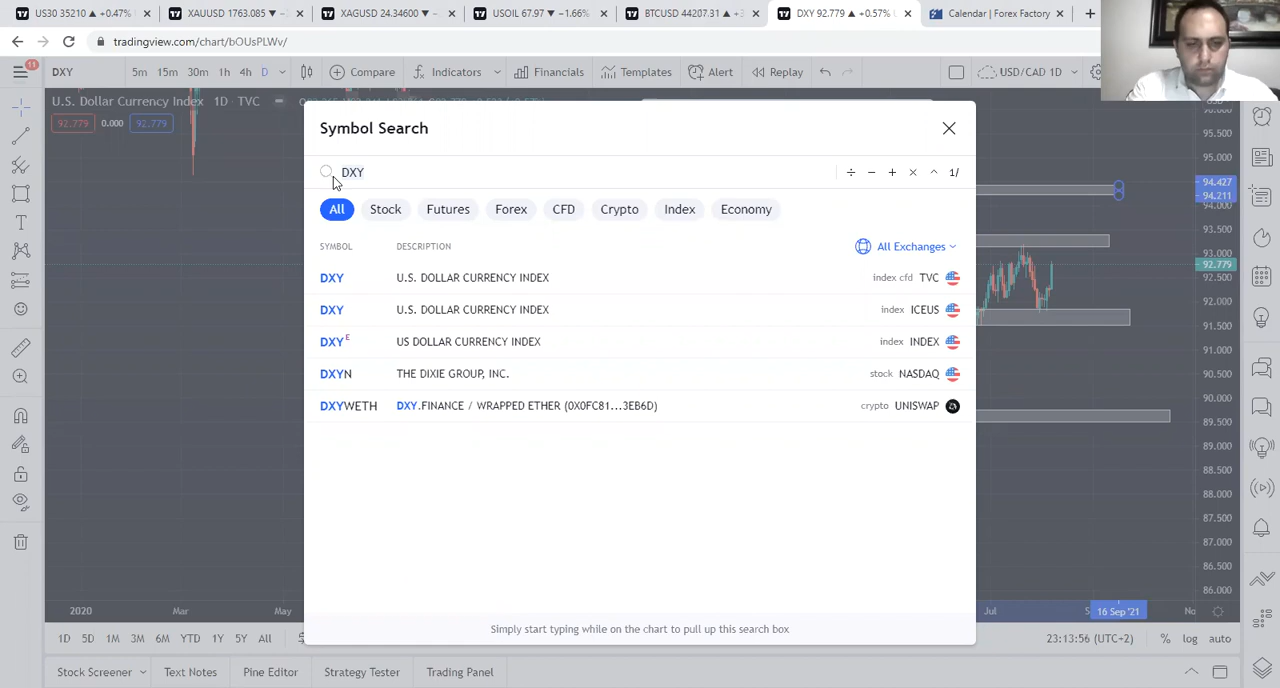 US30 35210 ▲ +0.47%
XAUUSD 1763.085 ▼
XAGUSD 24.34600 ▼
USOIL 67.97 ▼ −1.66%
BTCUSD 44207.31 ▲ +
DXY 92.779 ▲ +0.57%
Calendar | Forex Factory
tradingview.com/chart/bOUsPLWv/
11
DXY
5m 15m 30m 1h 4h D
Compare
Indicators
Financials
Templates
Alert
Replay
USD/CAD 1D
U.S. Dollar Currency Index · 1D · TVC
92.779 0.000 92.779
Symbol Search
DXY
÷ − + × ^ 1/
All Stock Futures Forex CFD Crypto Index Economy
SYMBOL DESCRIPTION
All Exchanges
DXY U.S. DOLLAR CURRENCY INDEX index cfd TVC
DXY U.S. DOLLAR CURRENCY INDEX index ICEUS
DXY E US DOLLAR CURRENCY INDEX index INDEX
DXYN THE DIXIE GROUP, INC. stock NASDAQ
DXYWETH DXY.FINANCE / WRAPPED ETHER (0X0FC81...3EB6D) crypto UNISWAP
Simply start typing while on the chart to pull up this search box
95.500
95.000
94.427
94.211
94.000
93.500
93.000
92.779
92.500
92.000
91.500
91.000
90.500
90.000
89.500
89.000
88.500
88.000
87.500
87.000
86.500
86.000
2020 Mar May Jul 16 Sep '21 No
1D 5D 1M 3M 6M YTD 1Y 5Y All
23:13:56 (UTC+2) % log auto
Stock Screener Text Notes Pine Editor Strategy Tester Trading Panel